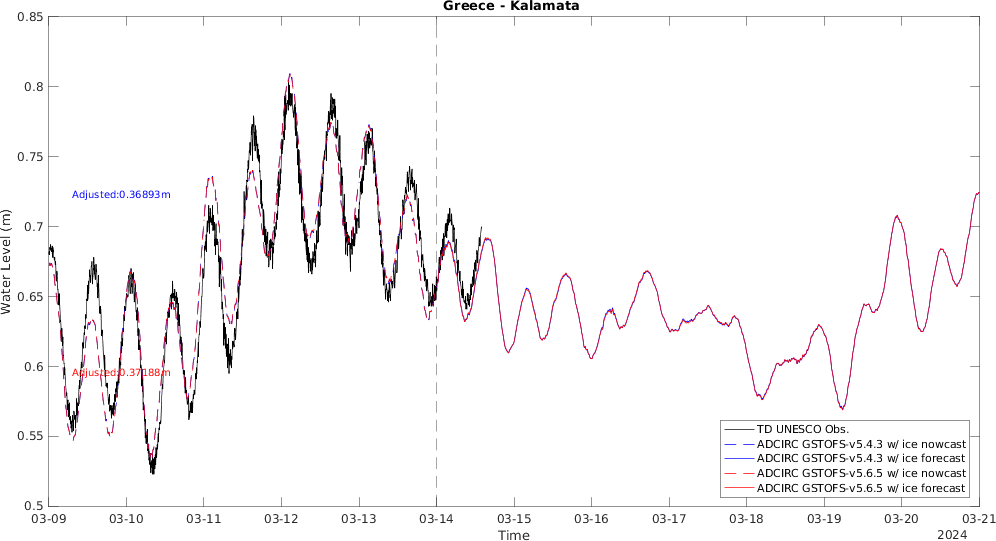 Greece - Kalamata
0.85
0.8
0.75
0.7
0.65
0.6
0.55
0.5
Water Level (m)
Adjusted:0.36893m
Adjusted:0.37188m
TD UNESCO Obs.
ADCIRC GSTOFS-v5.4.3 w/ ice nowcast
ADCIRC GSTOFS-v5.4.3 w/ ice forecast
ADCIRC GSTOFS-v5.6.5 w/ ice nowcast
ADCIRC GSTOFS-v5.6.5 w/ ice forecast
03-09 03-10 03-11 03-12 03-13 03-14 03-15 03-16 03-17 03-18 03-19 03-20 03-21
Time
2024